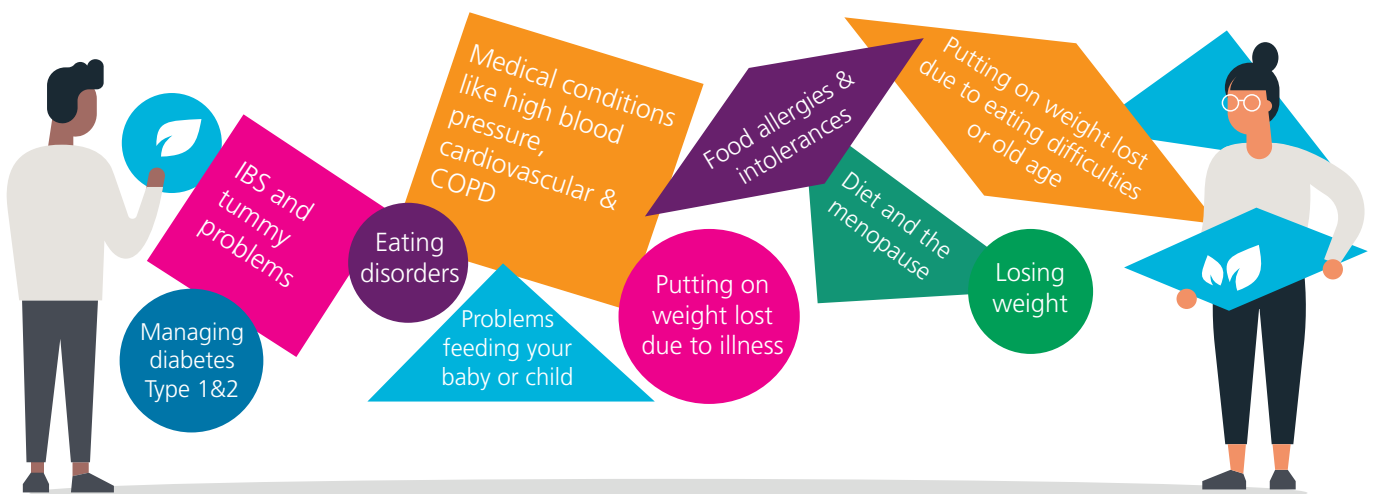 IBS and
tummy
problems
Managing
diabetes
Type 1&2
Eating
disorders
Medical conditions
like high blood
pressure,
cardiovascular &
COPD
Problems
feeding your
baby or child
Food allergies &
intolerances
Putting on
weight lost
due to illness
Diet and the
menopause
Putting on weight lost
due to eating difficulties
or old age
Losing
weight